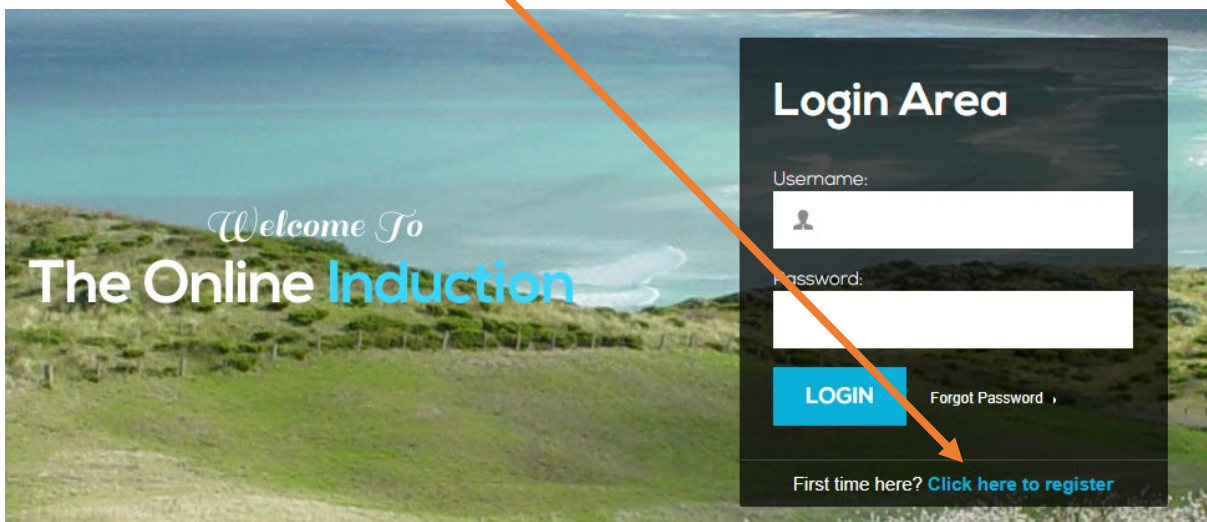 Welcome To
The Online Induction
Login Area
Username:
Password:
LOGIN
Forgot Password
First time here? Click here to register